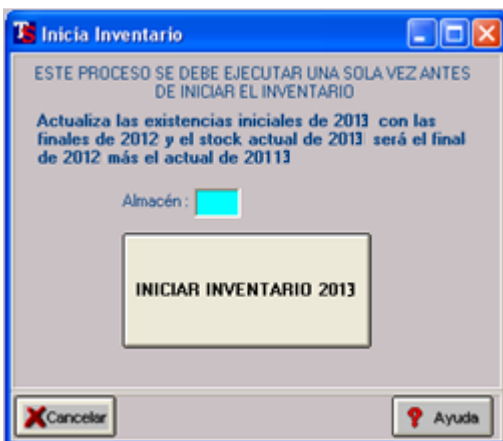 TS Inicia Inventario
ESTE PROCESO SE DEBE EJECUTAR UNA SOLA VEZ ANTES
DE INICIAR EL INVENTARIO
Actualiza las existencias iniciales de 2013 con las
finales de 2012 y el stock actual de 2013 será el final
de 2012 más el actual de 20113
Almacén :
INICIAR INVENTARIO 2013
Cancelar
? Ayuda